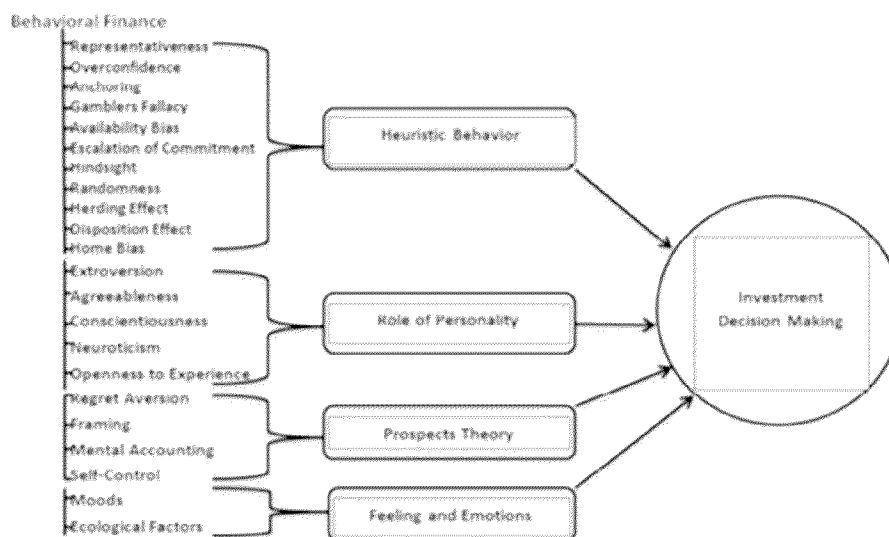 Behavioral Finance
Representativeness
Overconfidence
Anchoring
Gamblers Fallacy
Availability Bias
Escalation of Commitment
Hindsight
Randomness
Herding Effect
Disposition Effect
Home Bias
Heuristic Behavior
Extroversion
Agreeableness
Conscientiousness
Neuroticism
Openness to Experience
Role of Personality
Regret Aversion
Framing
Mental Accounting
Self-Control
Prospects Theory
Moods
Ecological Factors
Feeling and Emotions
Investment
Decision Making